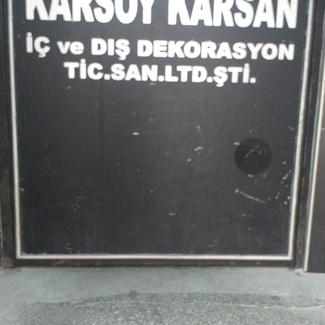 KARSOY KARSAN
İÇ ve DIŞ DEKORASYON
TİC.SAN.LTD.ŞTİ.